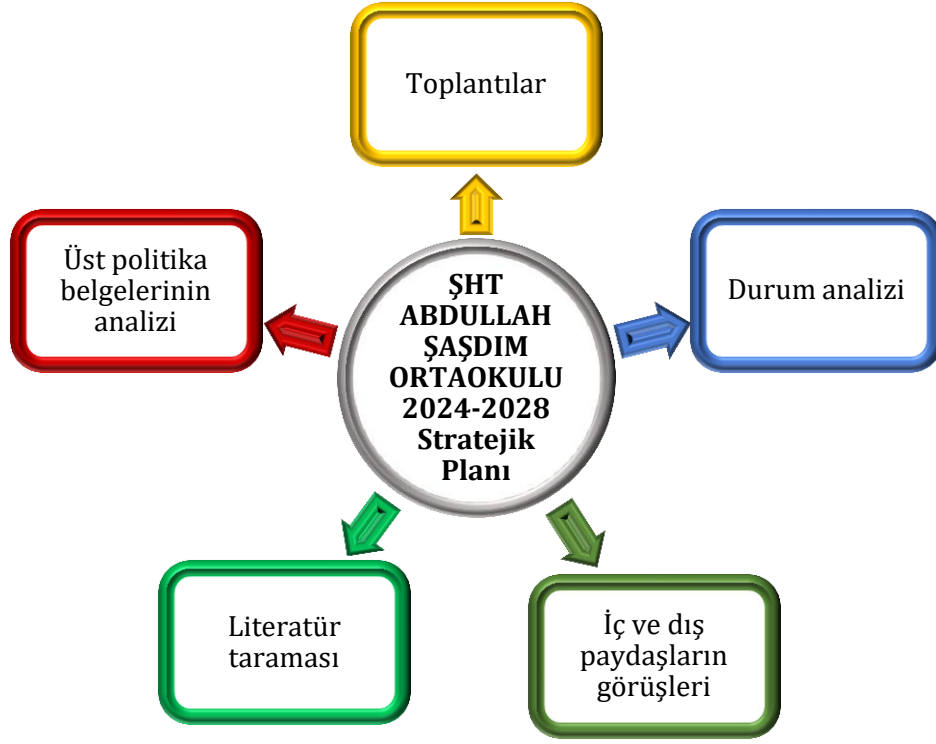 Toplantılar
Üst politika
belgelerinin
analizi
ŞHT
ABDULLAH
ŞAŞDIM
ORTAOKULU
2024-2028
Stratejik
Planı
Durum analizi
Literatür
taraması
İç ve dış
paydaşların
görüşleri